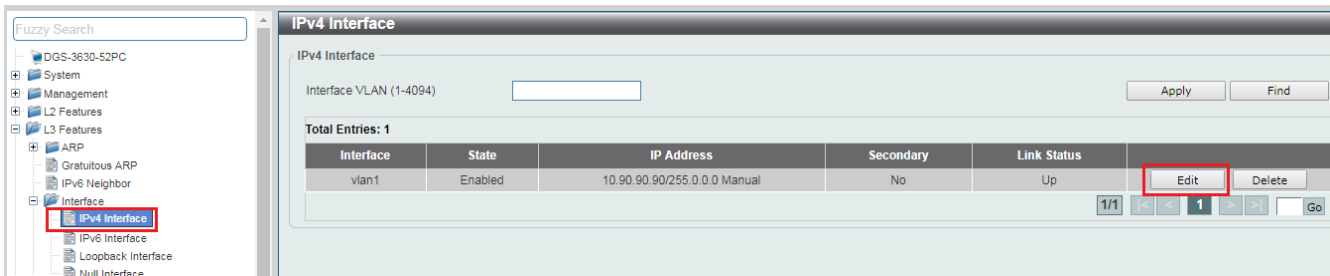 Fuzzy Search
DGS-3630-52PC
System
Management
L2 Features
L3 Features
ARP
Gratuitous ARP
IPv6 Neighbor
Interface
IPv4 Interface
IPv6 Interface
Loopback Interface
Null Interface
IPv4 Interface
IPv4 Interface
Interface VLAN (1-4094)
Apply Find
Total Entries: 1
Interface State IP Address Secondary Link Status
vlan1 Enabled 10.90.90.90/255.0.0.0 Manual No Up Edit Delete
1/1 |< < 1 > >| Go